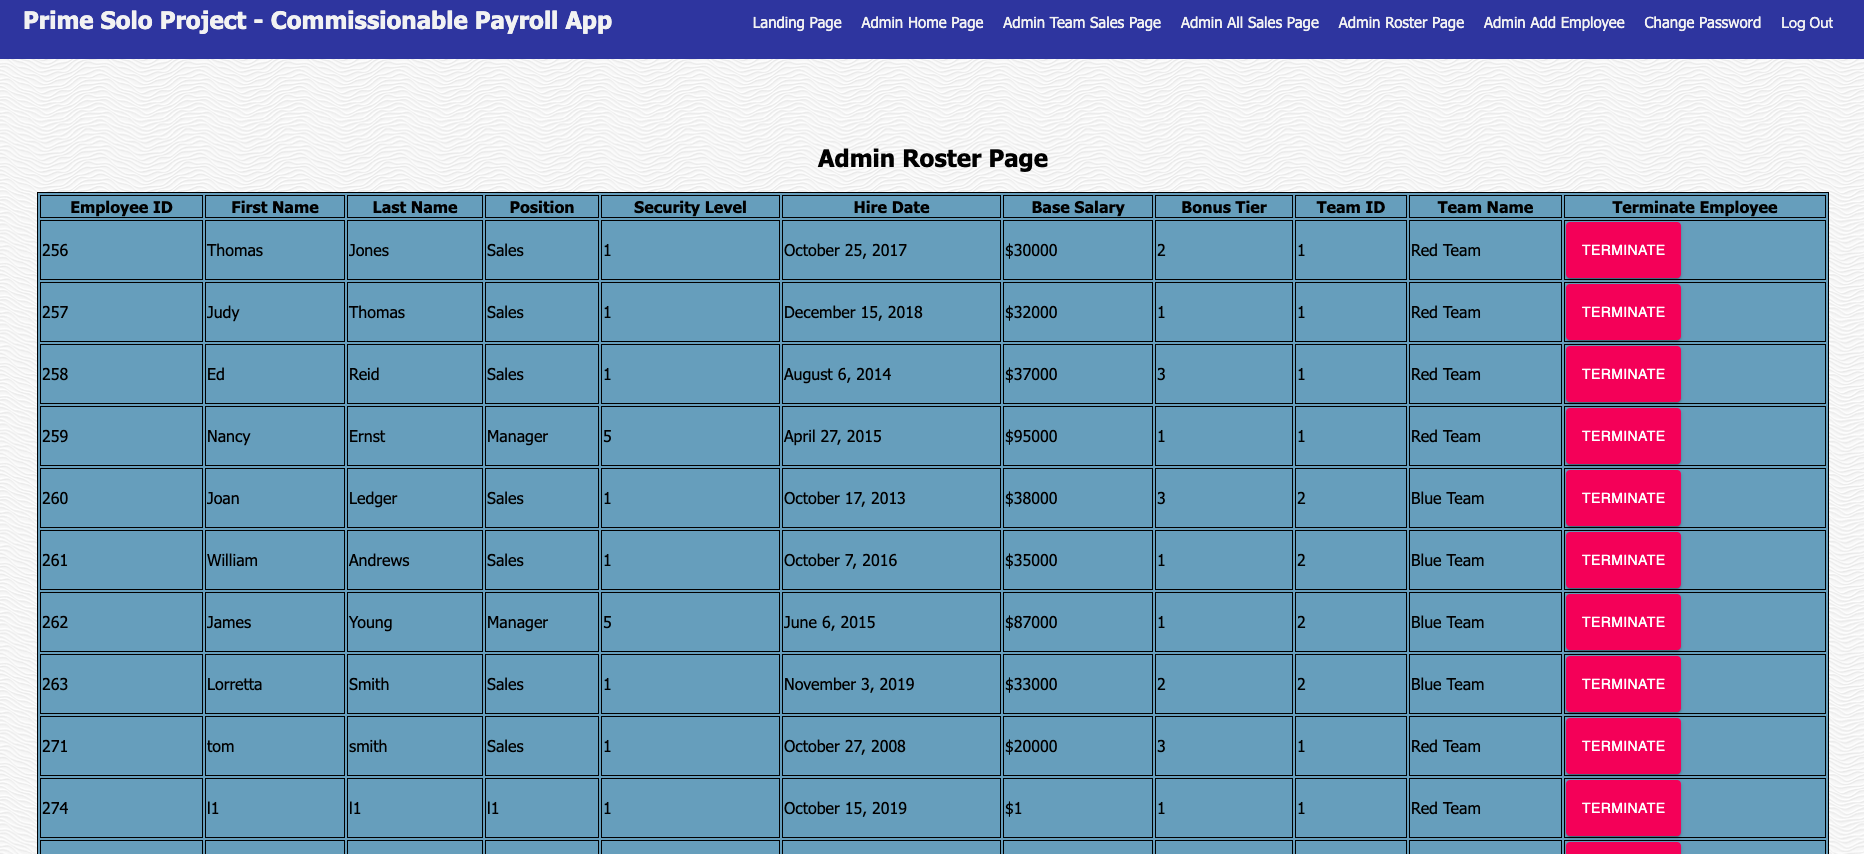 Prime Solo Project - Commissionable Payroll App Landing Page Admin Home Page Admin Team Sales Page Admin All Sales Page Admin Roster Page Admin Add Employee Change Password Log Out
Admin Roster Page
Employee ID First Name Last Name Position Security Level Hire Date Base Salary Bonus Tier Team ID Team Name Terminate Employee
256 Thomas Jones Sales 1 October 25, 2017 $30000 2 1 Red Team TERMINATE
257 Judy Thomas Sales 1 December 15, 2018 $32000 1 1 Red Team TERMINATE
258 Ed Reid Sales 1 August 6, 2014 $37000 3 1 Red Team TERMINATE
259 Nancy Ernst Manager 5 April 27, 2015 $95000 1 1 Red Team TERMINATE
260 Joan Ledger Sales 1 October 17, 2013 $38000 3 2 Blue Team TERMINATE
261 William Andrews Sales 1 October 7, 2016 $35000 1 2 Blue Team TERMINATE
262 James Young Manager 5 June 6, 2015 $87000 1 2 Blue Team TERMINATE
263 Lorretta Smith Sales 1 November 3, 2019 $33000 2 2 Blue Team TERMINATE
271 tom smith Sales 1 October 27, 2008 $20000 3 1 Red Team TERMINATE
274 l1 l1 l1 1 October 15, 2019 $1 1 1 Red Team TERMINATE